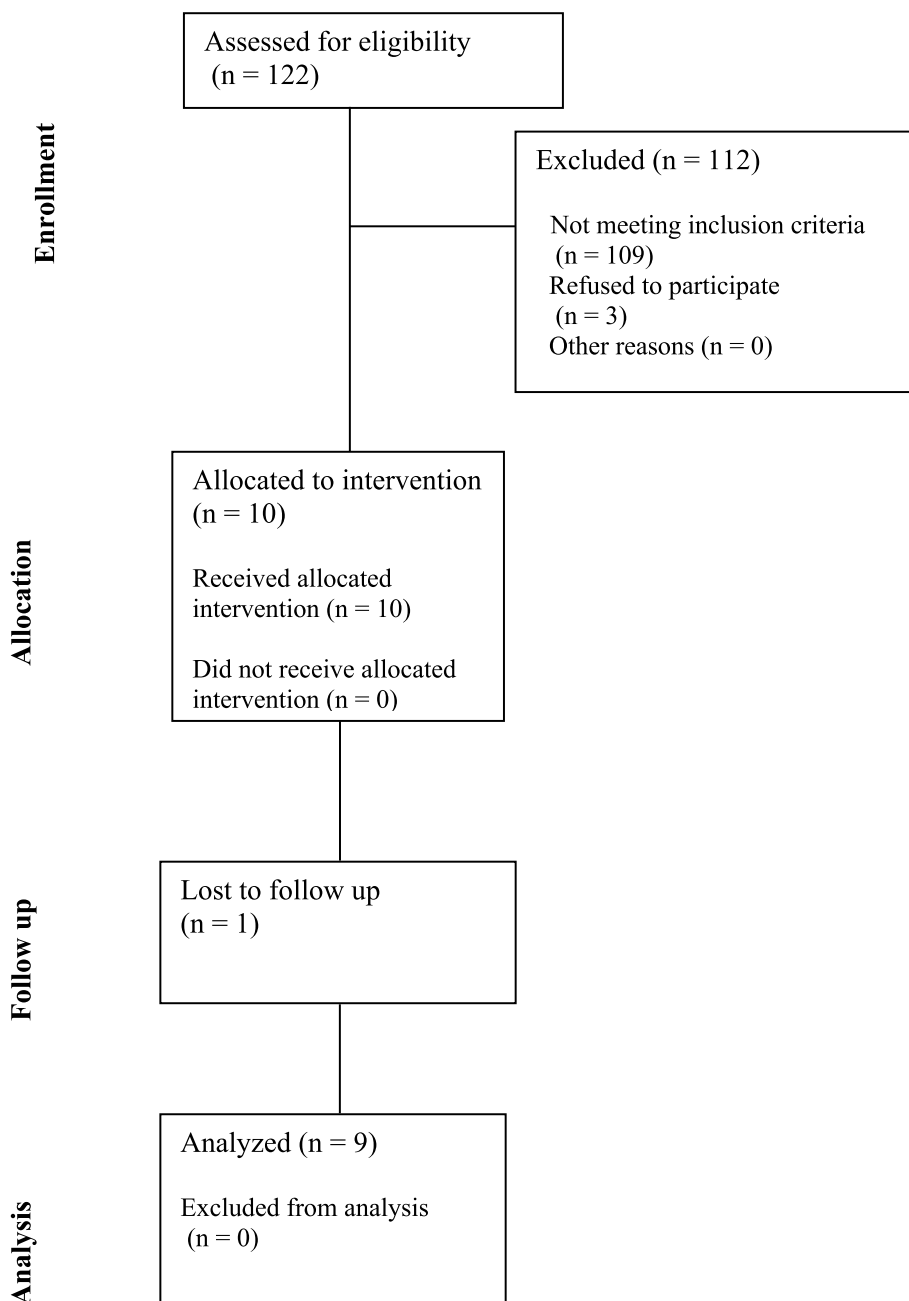 Assessed for eligibility
(n = 122)
Enrollment
Excluded (n = 112)
Not meeting inclusion criteria
(n = 109)
Refused to participate
(n = 3)
Other reasons (n = 0)
Allocated to intervention
(n = 10)
Received allocated
intervention (n = 10)
Did not receive allocated
intervention (n = 0)
Allocation
Lost to follow up
(n = 1)
Follow up
Analyzed (n = 9)
Excluded from analysis
(n = 0)
Analysis